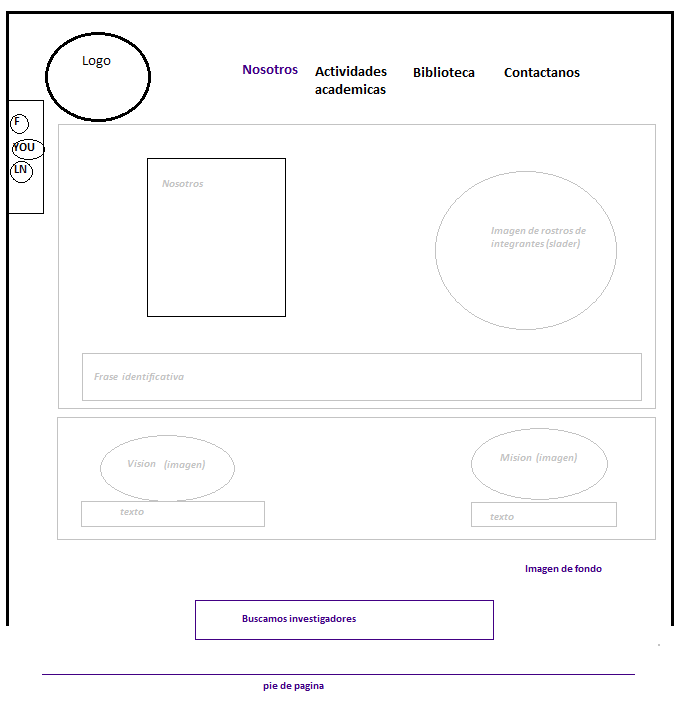 Logo
Nosotros
Actividades
academicas
Biblioteca
Contactanos
F
YOU
LN
Nosotros
Imagen de rostros de
integrantes (slader)
Frase identificativa
Vision (imagen)
Mision (imagen)
texto
texto
Imagen de fondo
Buscamos investigadores
pie de pagina